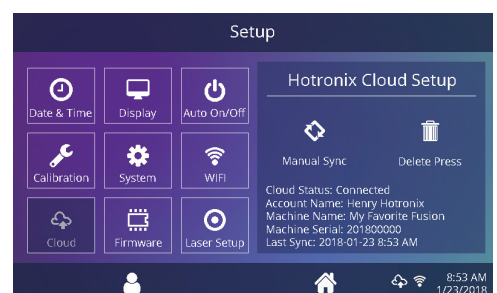 Setup
Date & Time
Display
Auto On/Off
Calibration
System
WIFI
Cloud
Firmware
Laser Setup
Hotronix Cloud Setup
Manual Sync
Delete Press
Cloud Status: Connected
Account Name: Henry Hotronix
Machine Name: My Favorite Fusion
Machine Serial: 201800000
Last Sync: 2018-01-23 8:53 AM
8:53 AM
1/23/2018